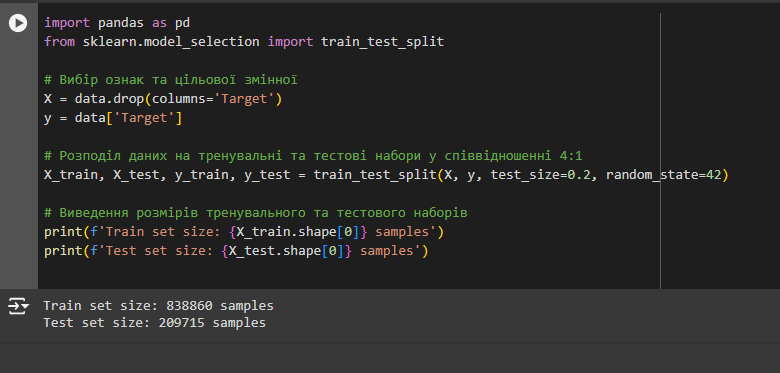 import pandas as pd
from sklearn.model_selection import train_test_split
# Вибір ознак та цільової змінної
X = data.drop(columns='Target')
y = data['Target']
# Розподіл даних на тренувальні та тестові набори у співвідношенні 4:1
X_train, X_test, y_train, y_test = train_test_split(X, y, test_size=0.2, random_state=42)
# Виведення розмірів тренувального та тестового наборів
print(f'Train set size: {X_train.shape[0]} samples')
print(f'Test set size: {X_test.shape[0]} samples')
Train set size: 838860 samples
Test set size: 209715 samples